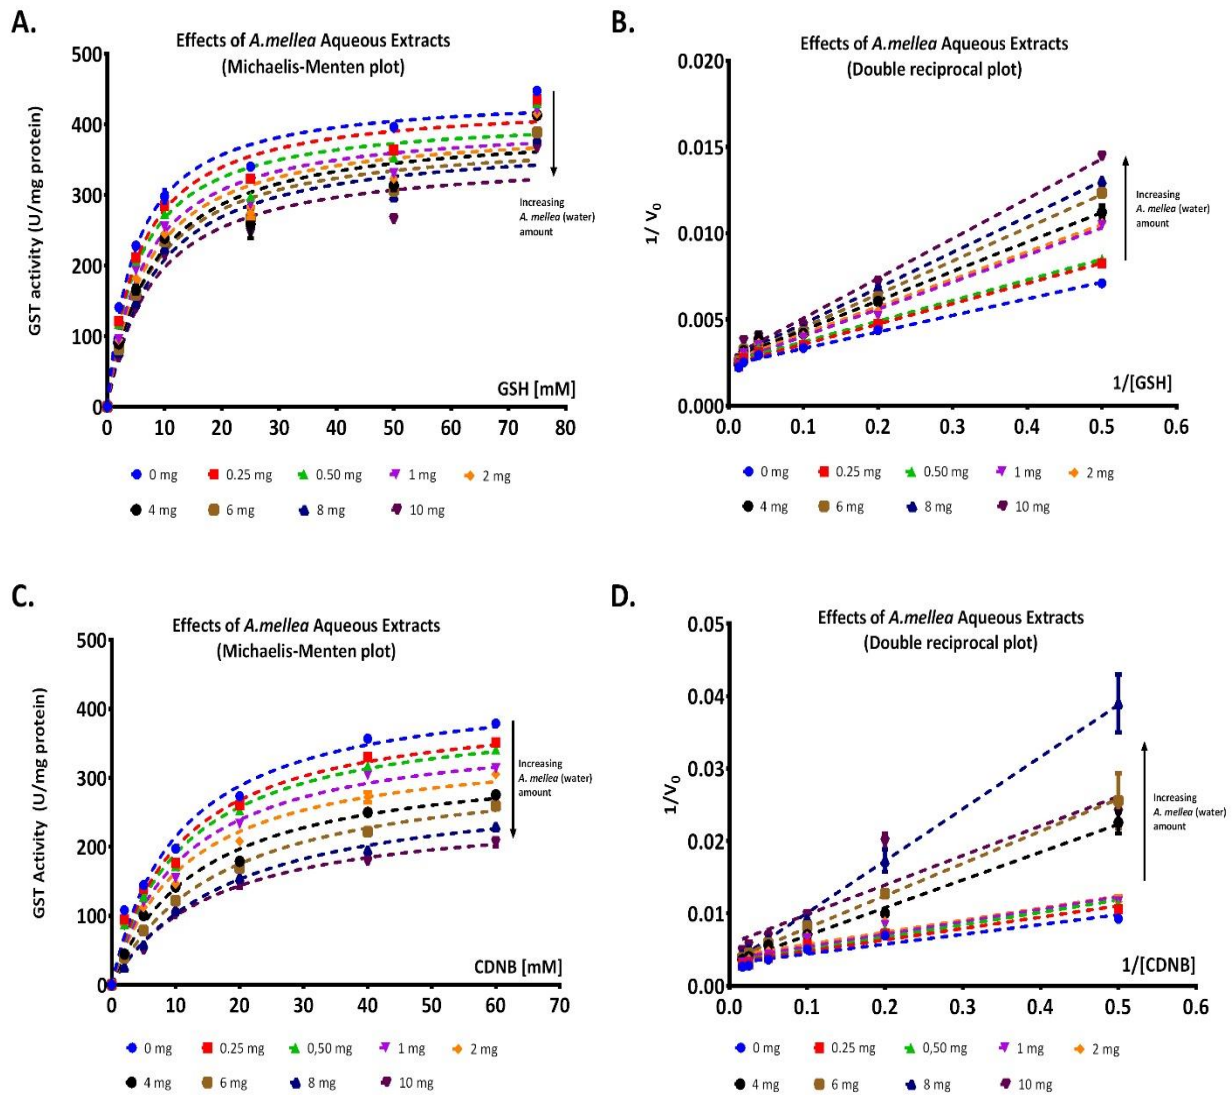 A.
Effects of A.mellea Aqueous Extracts
(Michaelis-Menten plot)
GST activity (U/mg protein)
500
400
300
200
100
0
0 10 20 30 40 50 60 70 80
GSH [mM]
Increasing
A. mellea (water)
amount
0 mg 0.25 mg 0.50 mg 1 mg 2 mg
4 mg 6 mg 8 mg 10 mg
B.
Effects of A.mellea Aqueous Extracts
(Double reciprocal plot)
1/ V0
0.020
0.015
0.010
0.005
0.000
0.0 0.1 0.2 0.3 0.4 0.5 0.6
1/[GSH]
Increasing
A. mellea (water)
amount
0 mg 0.25 mg 0.50 mg 1 mg 2 mg
4 mg 6 mg 8 mg 10 mg
C.
Effects of A.mellea Aqueous Extracts
(Michaelis-Menten plot)
GST Activity (U/mg protein)
500
400
300
200
100
0
0 10 20 30 40 50 60 70
CDNB [mM]
Increasing
A. mellea (water)
amount
0 mg 0.25 mg 0,50 mg 1 mg 2 mg
4 mg 6 mg 8 mg 10 mg
D.
Effects of A.mellea Aqueous Extracts
(Double reciprocal plot)
1/V0
0.05
0.04
0.03
0.02
0.01
0.00
0.0 0.1 0.2 0.3 0.4 0.5 0.6
1/[CDNB]
Increasing
A. mellea (water)
amount
0 mg 0.25 mg 0,50 mg 1 mg 2 mg
4 mg 6 mg 8 mg 10 mg